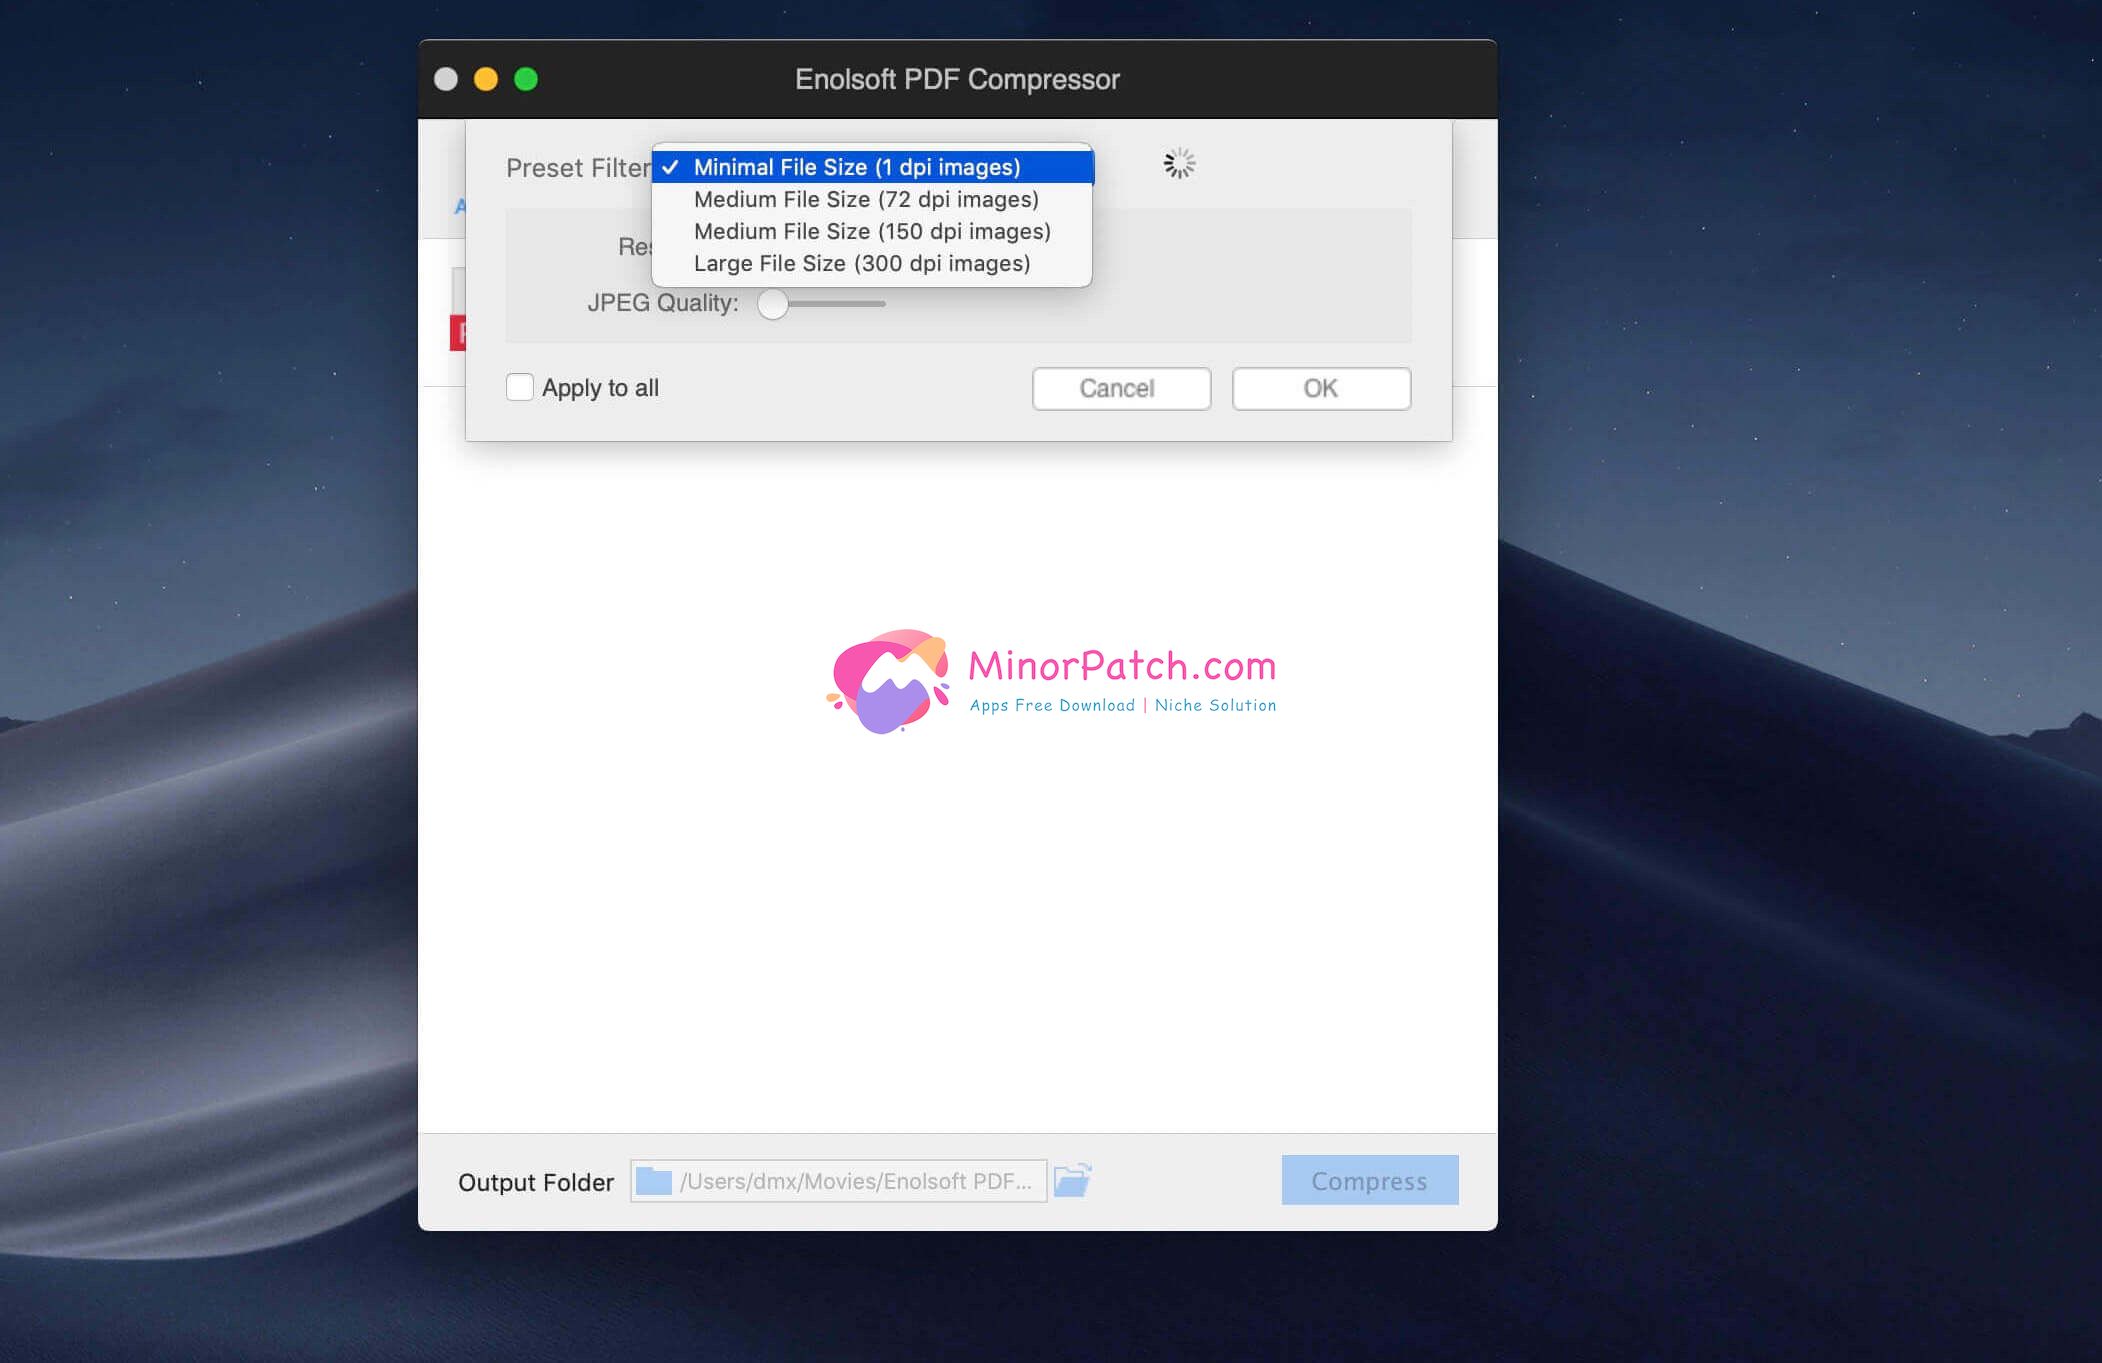 Enolsoft PDF Compressor
Preset Filter
✓ Minimal File Size (1 dpi images)
Medium File Size (72 dpi images)
Medium File Size (150 dpi images)
Large File Size (300 dpi images)
JPEG Quality:
Apply to all
Cancel
OK
MinorPatch.com
Apps Free Download | Niche Solution
Output Folder
/Users/dmx/Movies/Enolsoft PDF...
Compress